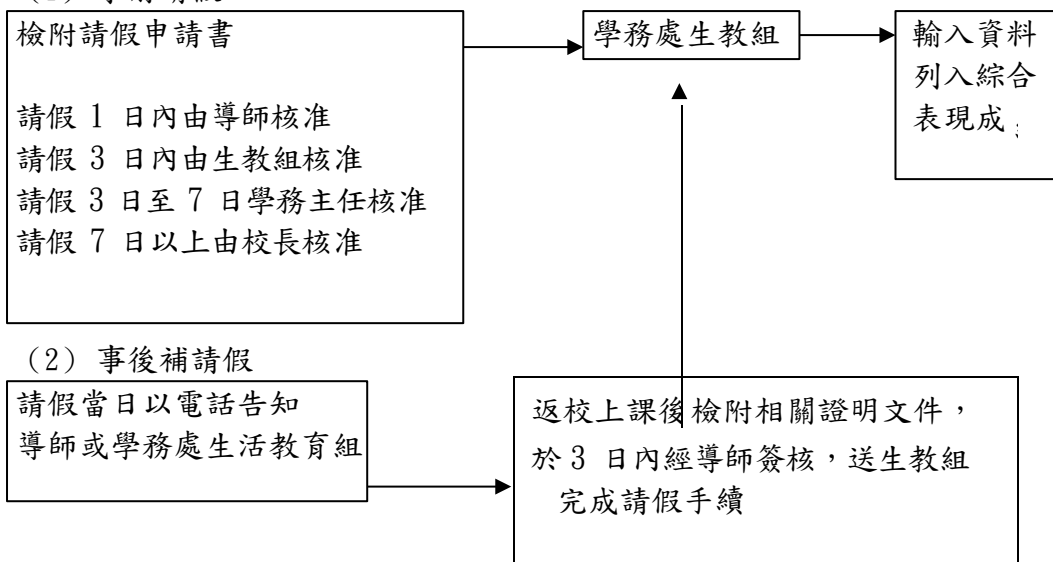 檢附請假申請書
請假 1 日內由導師核准
請假 3 日內由生教組核准
請假 3 日至 7 日學務主任核准
請假 7 日以上由校長核准
學務處生教組
輸入資料
列入綜合
表現成
(2) 事後補請假
請假當日以電話告知
導師或學務處生活教育組
返校上課後檢附相關證明文件,
於 3 日內經導師簽核,送生教組
完成請假手續